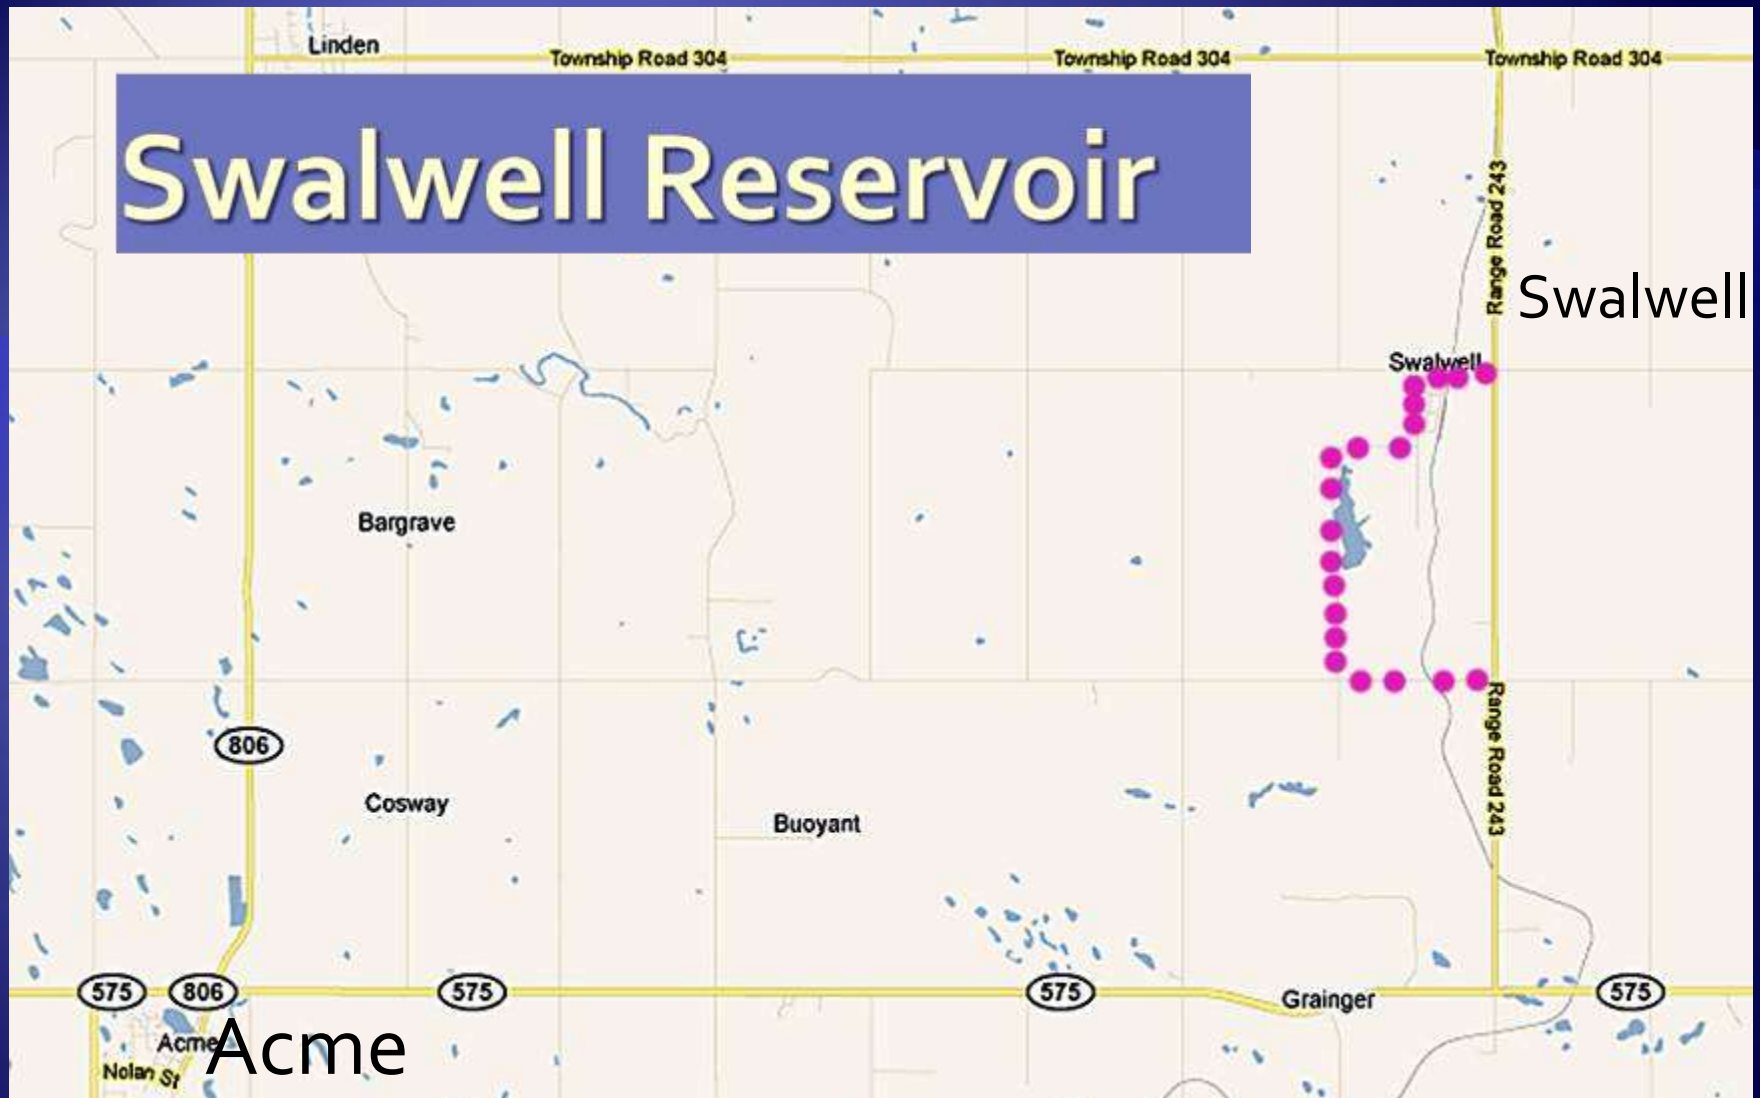 Linden
Township Road 304
Township Road 304
Township Road 304
Swalwell Reservoir
Range Road 243
Swalwell
Swalwell
Bargrave
Range Road 243
806
Cosway
Buoyant
575
806
575
575
Grainger
575
Acme
Acme
Nolan St